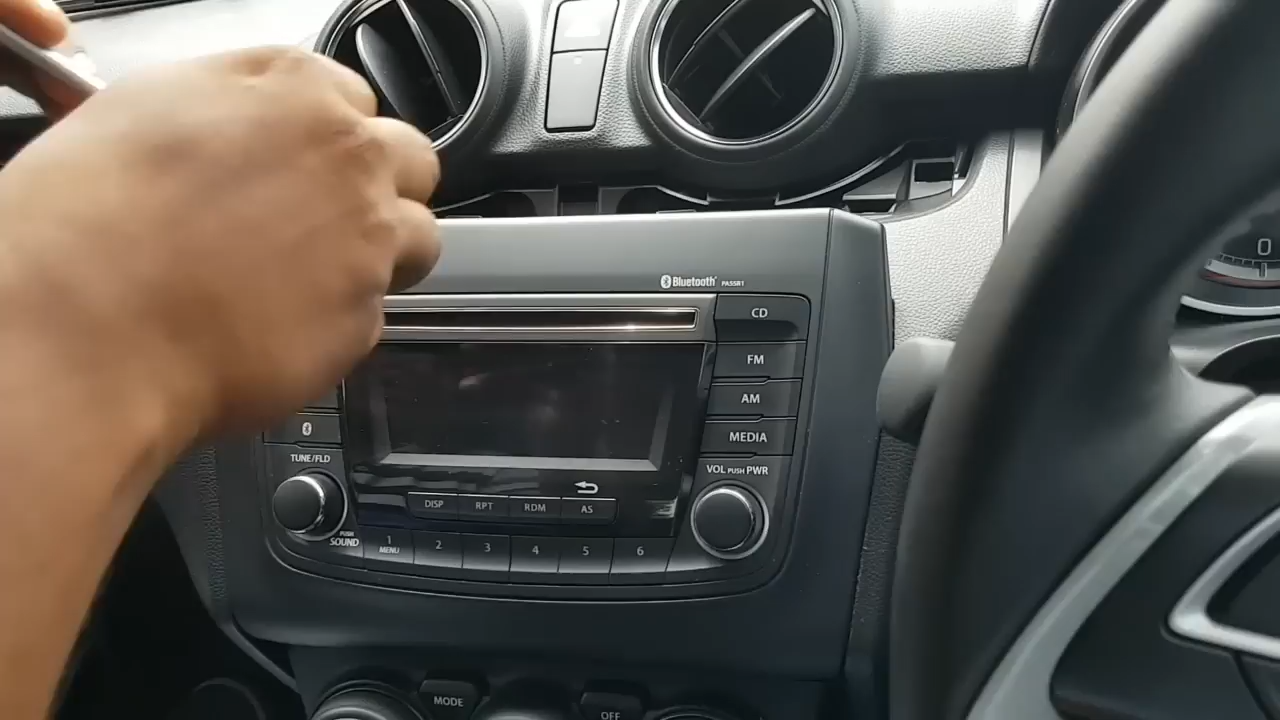 Bluetooth® PASSR1
CD
FM
AM
MEDIA
TUNE/FLD
VOL PUSH PWR
DISP RPT RDM AS
PUSH
SOUND
1 2 3 4 5 6
MENU
MODE
OFF
0